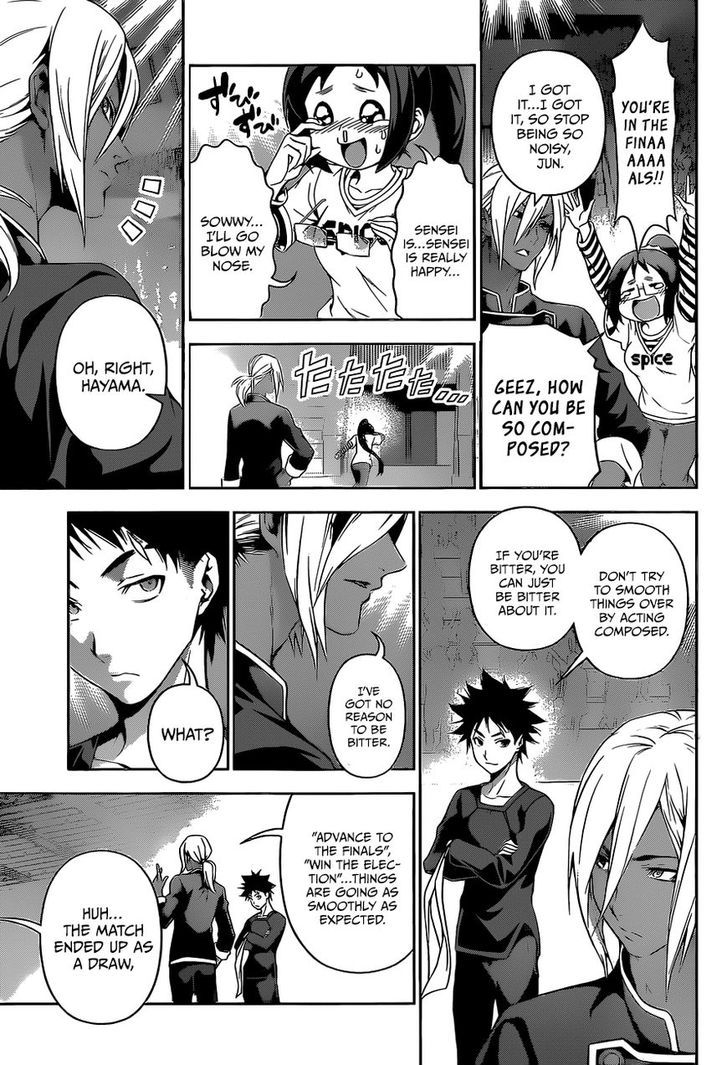 YOU'RE
IN THE
FINAA
AAAA
ALS!!
I GOT
IT...I GOT
IT, SO STOP
BEING SO
NOISY,
JUN.
spice
GEEZ, HOW
CAN YOU BE
SO COM-
POSED?
ずびずび
SPICE
SENSEI
IS...SENSEI
IS REALLY
HAPPY...
SOWWY...
I'LL GO
BLOW MY
NOSE.
たたたた...
OH, RIGHT,
HAYAMA.
DON'T TRY
TO SMOOTH
THINGS OVER
BY ACTING
COMPOSED.
IF YOU'RE
BITTER, YOU
CAN JUST
BE BITTER
ABOUT IT.
I'VE
GOT NO
REASON
TO BE
BITTER.
WHAT?
"ADVANCE TO
THE FINALS",
"WIN THE ELEC-
TION"...THINGS
ARE GOING AS
SMOOTHLY AS
EXPECTED.
HUH...
THE MATCH
ENDED UP AS
A DRAW,